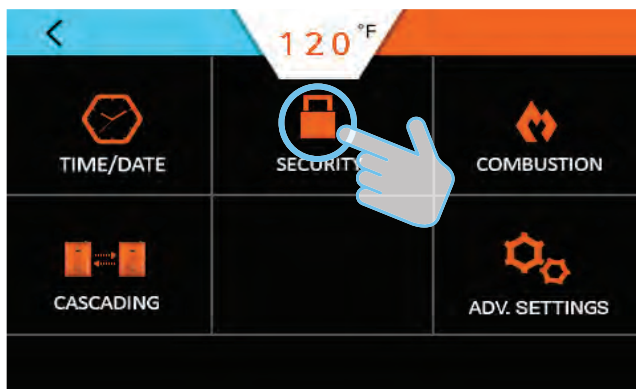 120°F
TIME/DATE
SECURITY
COMBUSTION
CASCADING
ADV. SETTINGS